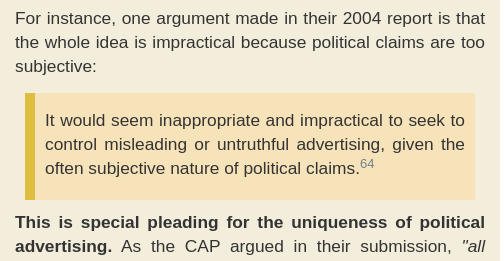 For instance, one argument made in their 2004 report is that
the whole idea is impractical because political claims are too
subjective:
It would seem inappropriate and impractical to seek to
control misleading or untruthful advertising, given the
often subjective nature of political claims.64
This is special pleading for the uniqueness of political
advertising. As the CAP argued in their submission, "all